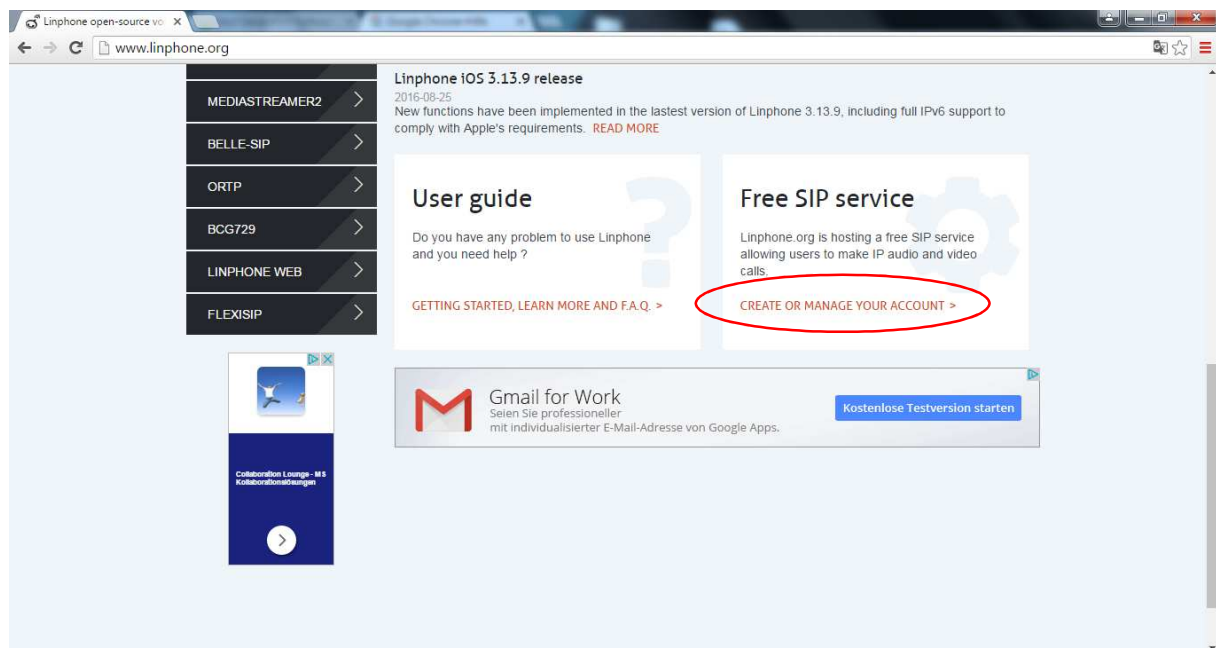 Linphone open-source vo
www.linphone.org
MEDIASTREAMER2
BELLE-SIP
ORTP
BCG729
LINPHONE WEB
FLEXISIP
Linphone iOS 3.13.9 release
2016-08-25
New functions have been implemented in the lastest version of Linphone 3.13.9, including full IPv6 support to
comply with Apple's requirements. READ MORE
User guide
Do you have any problem to use Linphone
and you need help ?
GETTING STARTED, LEARN MORE AND F.A.Q. >
Free SIP service
Linphone.org is hosting a free SIP service
allowing users to make IP audio and video
calls.
CREATE OR MANAGE YOUR ACCOUNT >
Collaboration Lounge - MS
Kollaborationslösungen
Gmail for Work
Seien Sie professioneller
mit individualisierter E-Mail-Adresse von Google Apps.
Kostenlose Testversion starten